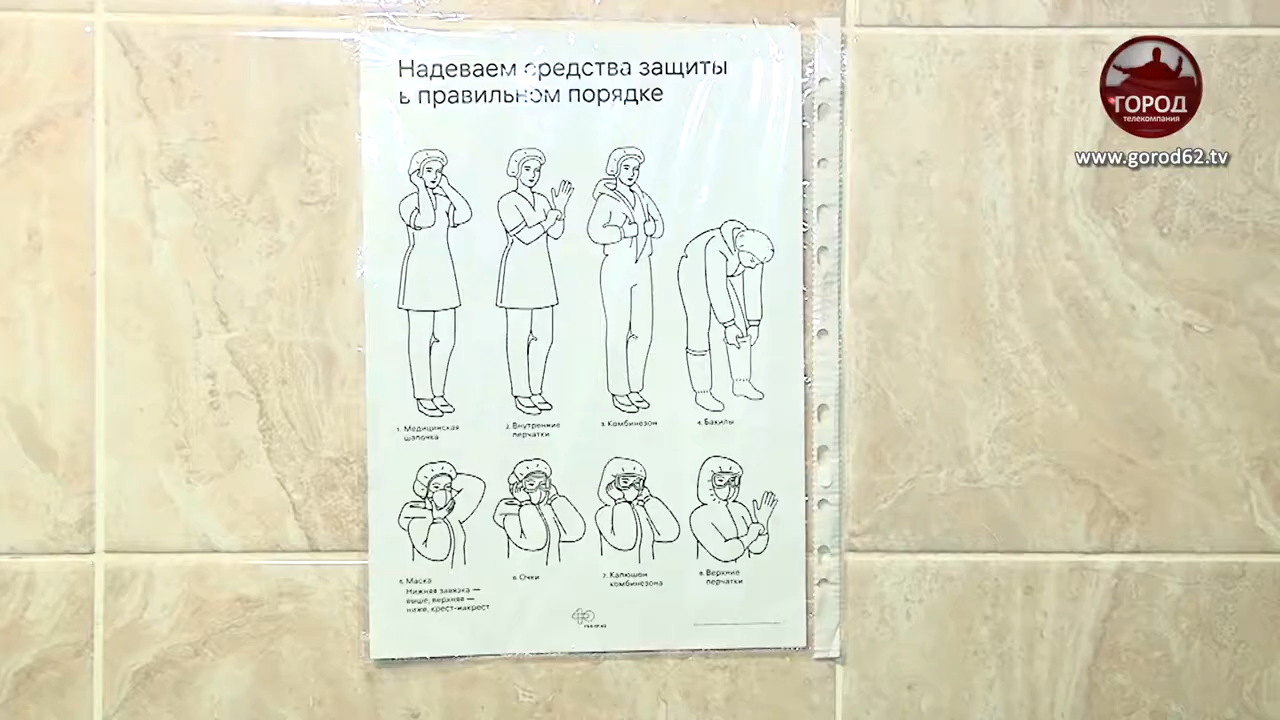 Надеваем средства защиты
в правильном порядке
1. Медицинская
шапочка
2. Внутренние
перчатки
3. Комбинезон
4. Бахилы
5. Маска
Нижняя завязка —
выше, верхняя —
ниже, крест-накрест
6. Очки
7. Капюшон
комбинезона
8. Верхние
перчатки
ГОРОД
телекомпания
www.gorod62.tv